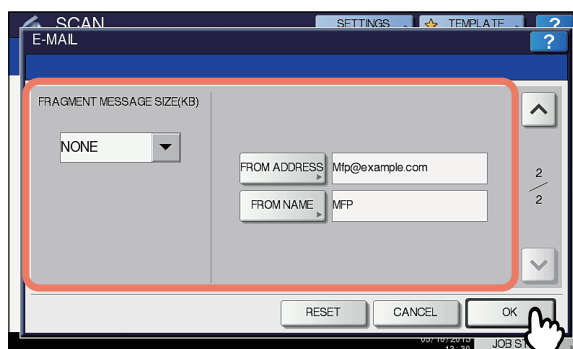 SCAN SETTINGS TEMPLATE ?
E-MAIL ?
FRAGMENT MESSAGE SIZE(KB)
NONE
FROM ADDRESS Mfp@example.com
FROM NAME MFP
2
2
RESET CANCEL OK
JOB